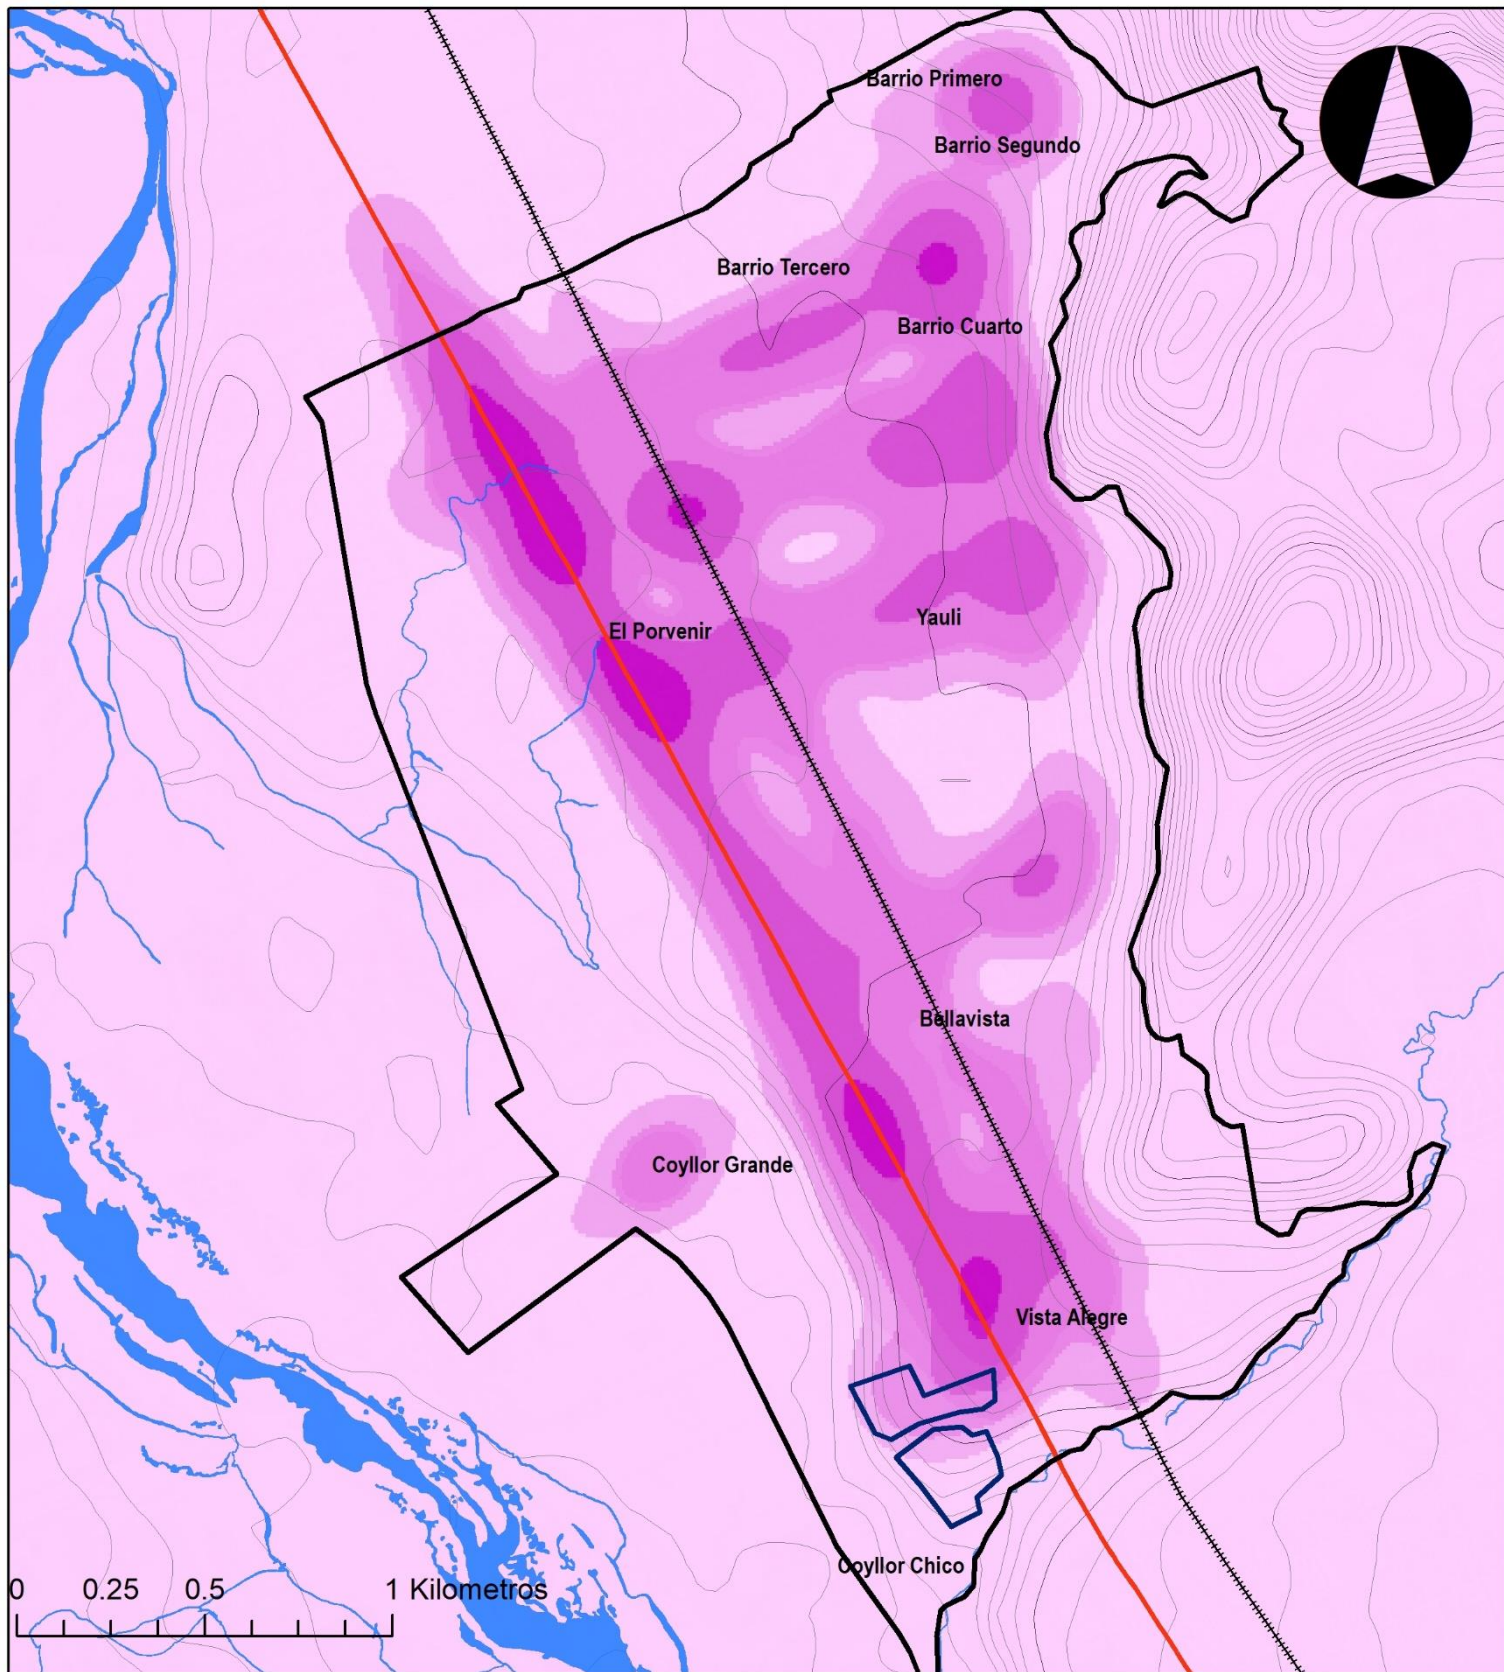 Barrio Primero
Barrio Segundo
Barrio Tercero
Barrio Cuarto
Yauli
El Porvenir
Bellavista
Coyllor Grande
Vista Alegre
Coyllor Chico
0 0.25 0.5 1 Kilometros